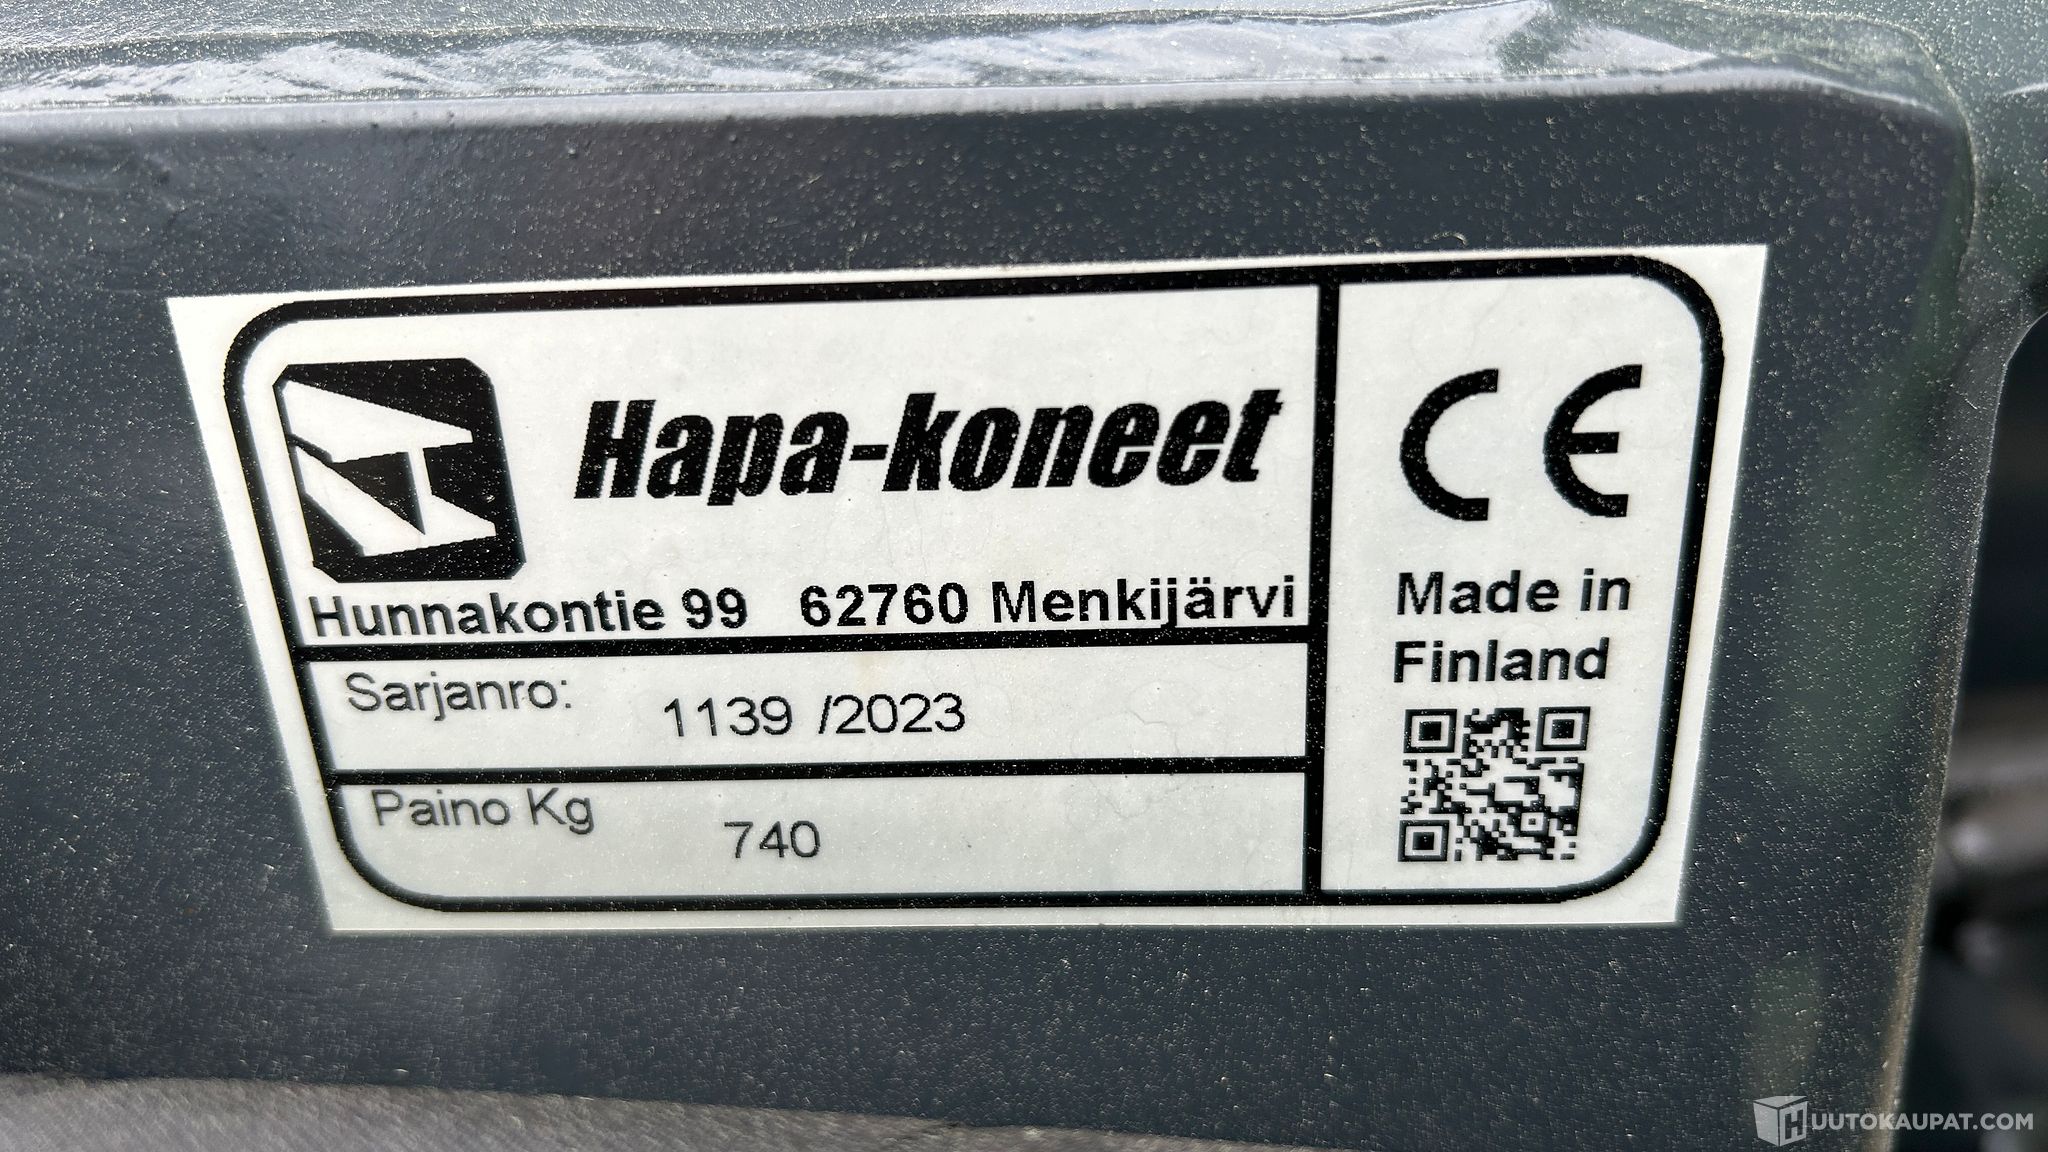 Hapa-koneet
Hunnakontie 99 62760 Menkijärvi
Sarjanro: 1139 /2023
Paino Kg 740
CE
Made in
Finland
HUUTOKAUPAT.COM